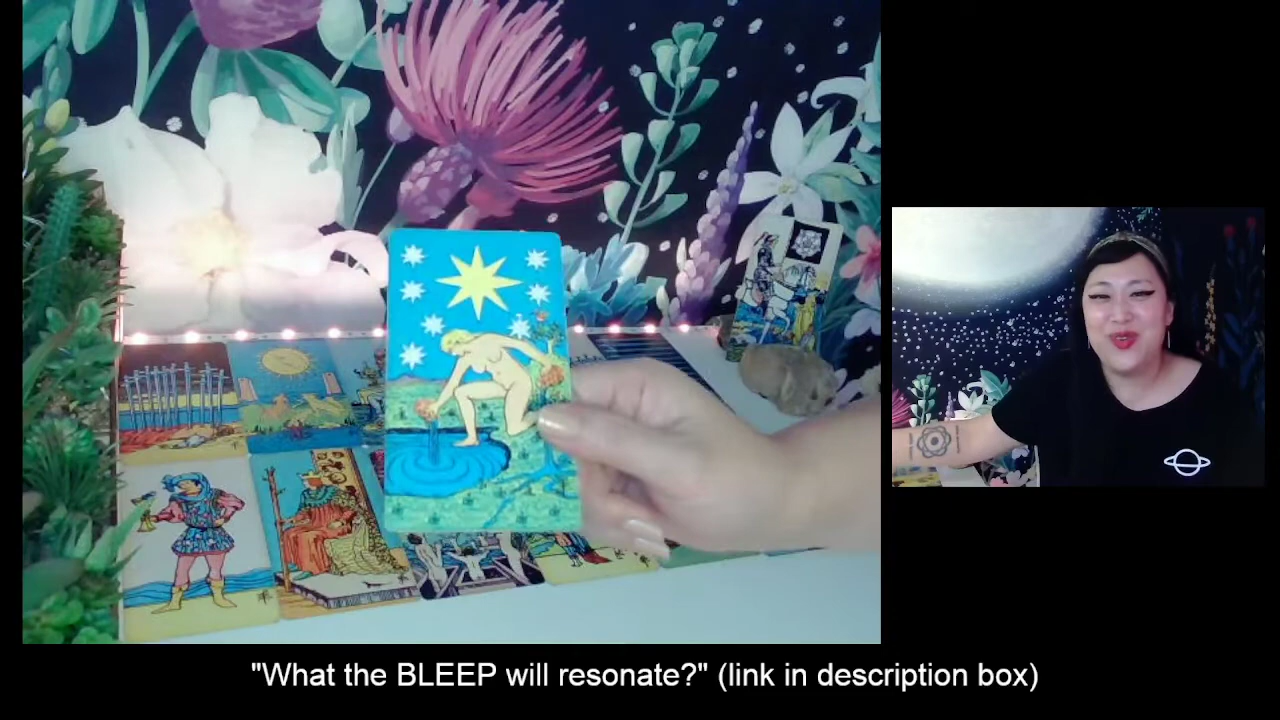 "What the BLEEP will resonate?" (link in description box)